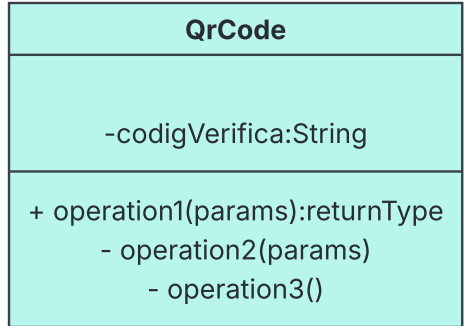 QrCode
-codigVerifica:String
+ operation1(params):returnType
- operation2(params)
- operation3()